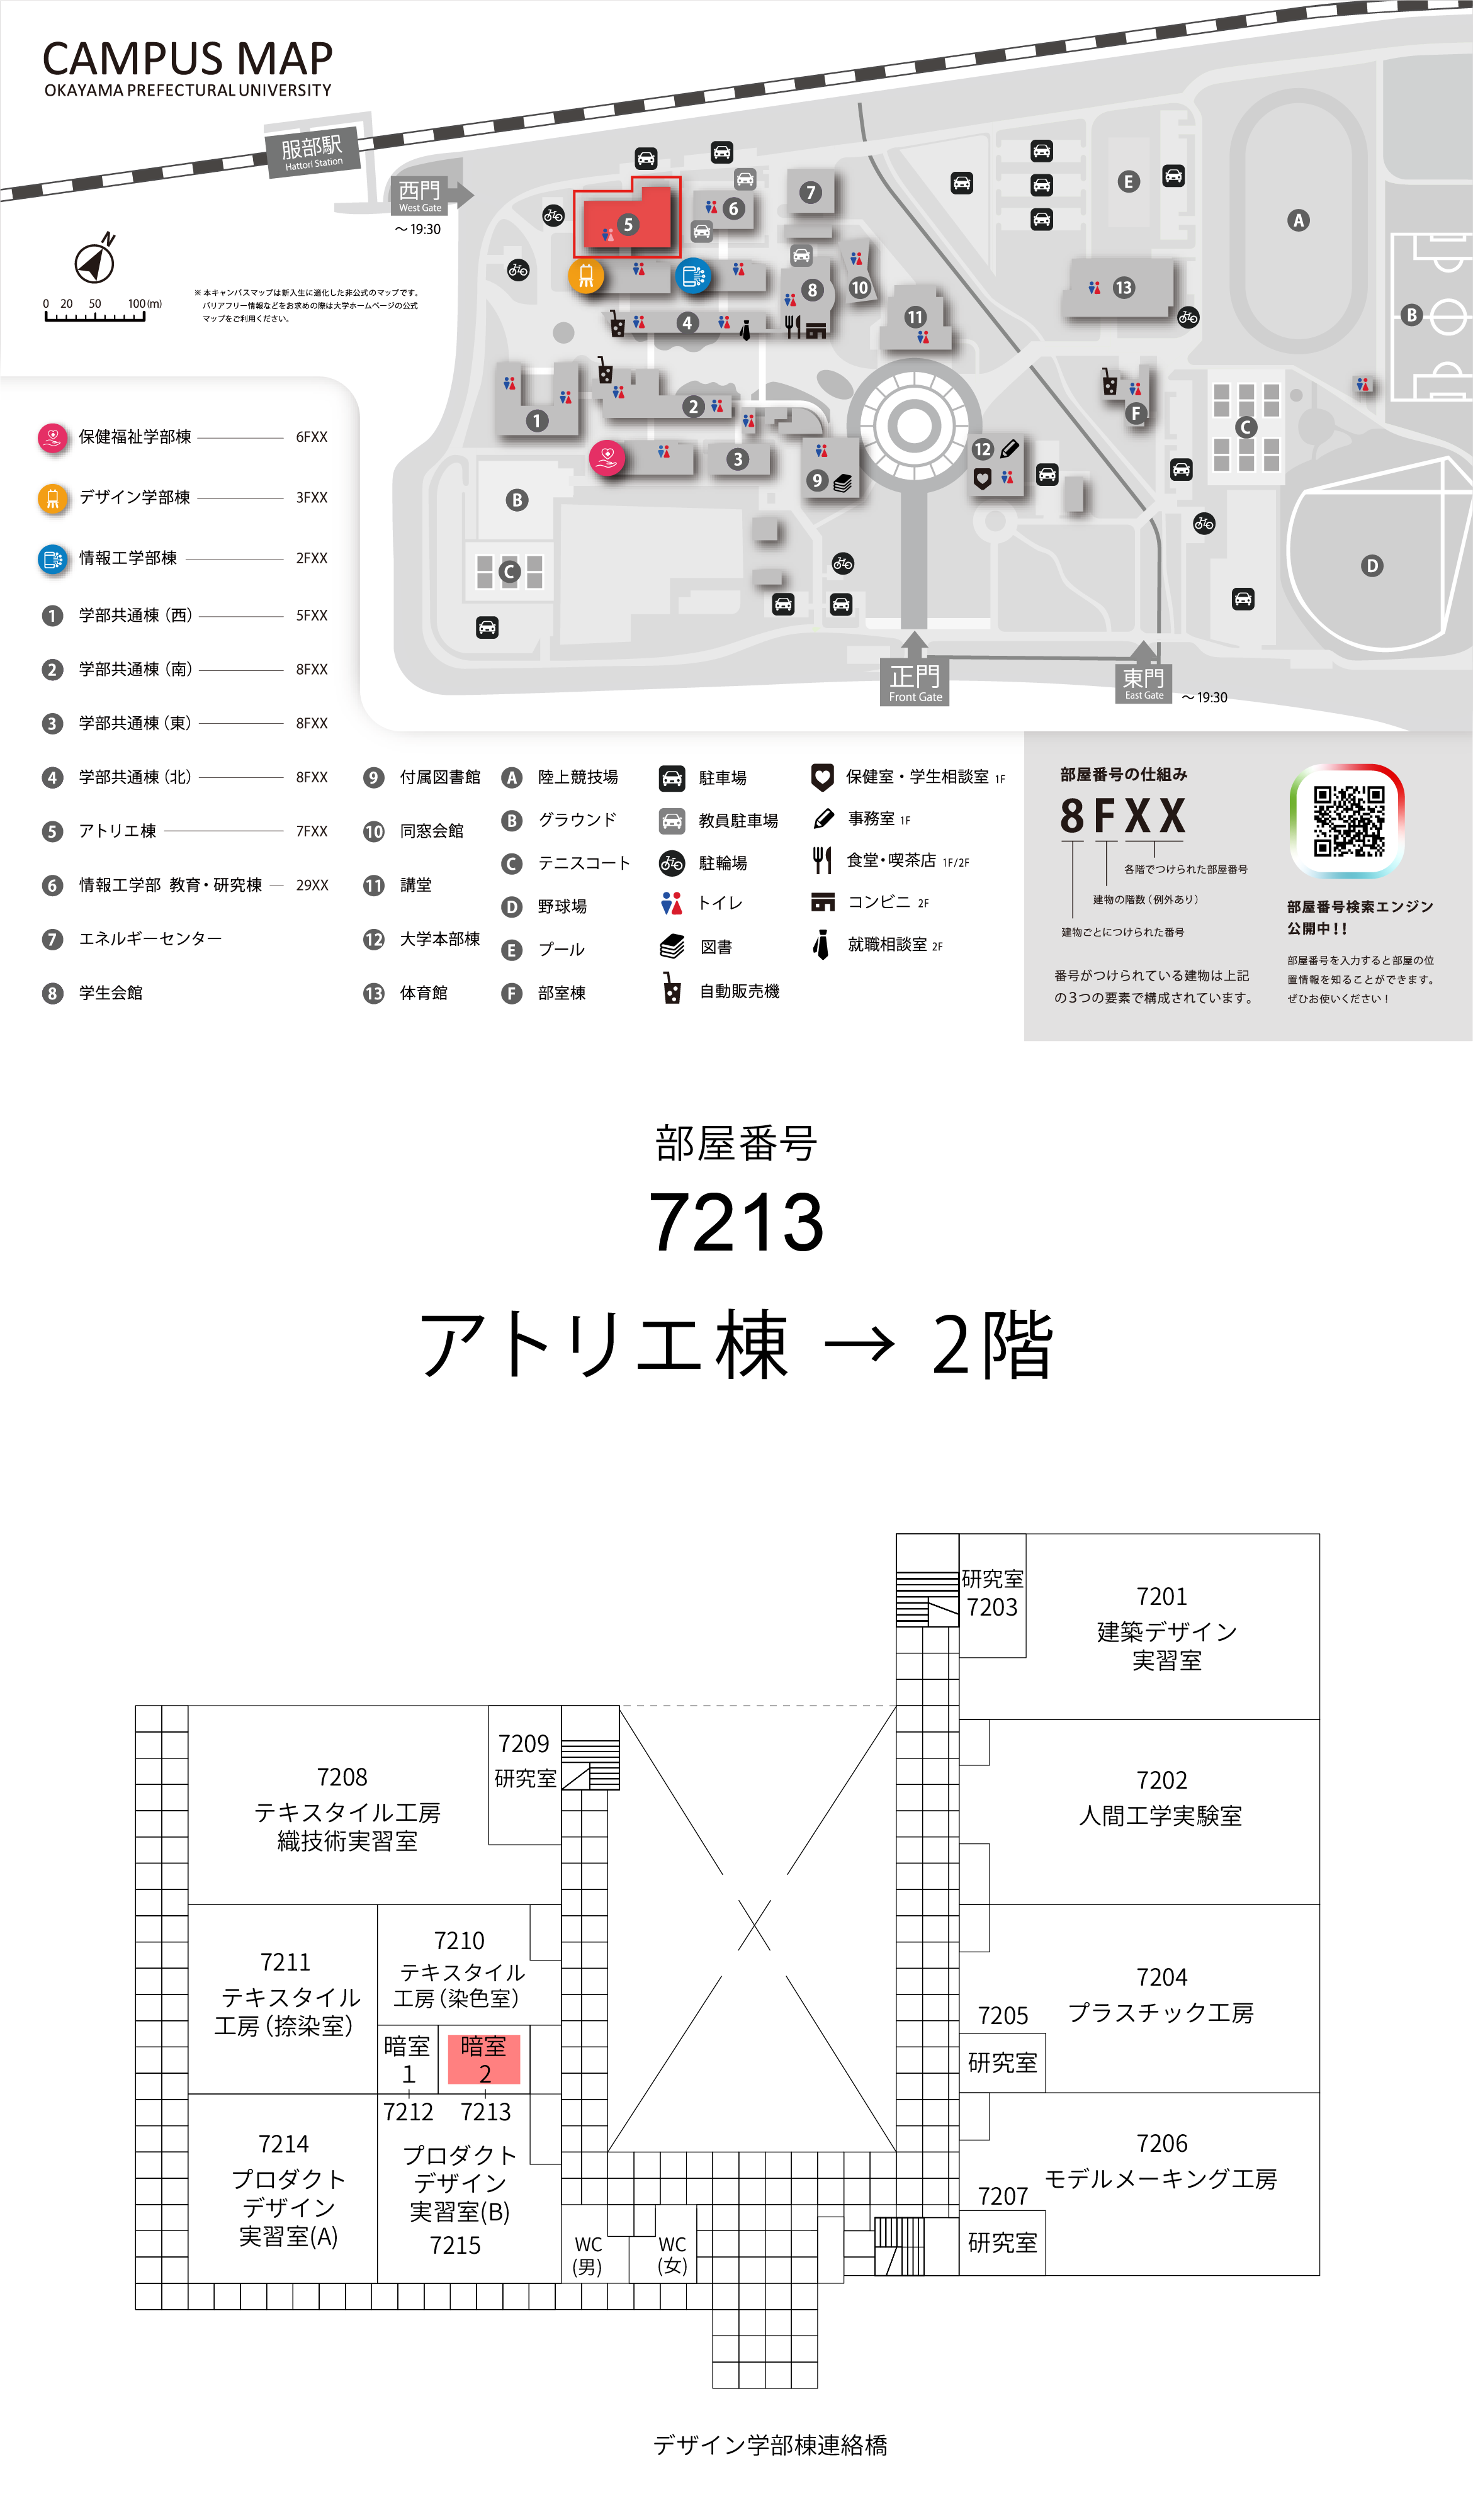 CAMPUS MAP
OKAYAMA PREFECTURAL UNIVERSITY
服部駅
Hattori Station
西門
West Gate
～19:30
N
0 20 50 100(m)
※ 本キャンパスマップは新入生に適化した非公式のマップです。
バリアフリー情報などをお求めの際は大学ホームページの公式
マップをご利用ください。
5
6
7
8
10
4
11
13
E
A
B
1
2
3
9
12
F
C
B
C
D
正門
Front Gate
東門
East Gate
～19:30
保健福祉学部棟 6FXX
デザイン学部棟 3FXX
情報工学部棟 2FXX
1 学部共通棟（西） 5FXX
2 学部共通棟（南） 8FXX
3 学部共通棟（東） 8FXX
4 学部共通棟（北） 8FXX
5 アトリエ棟 7FXX
6 情報工学部 教育・研究棟 29XX
7 エネルギーセンター
8 学生会館
9 付属図書館
10 同窓会館
11 講堂
12 大学本部棟
13 体育館
A 陸上競技場
B グラウンド
C テニスコート
D 野球場
E プール
F 部室棟
駐車場
教員駐車場
駐輪場
トイレ
図書
自動販売機
保健室・学生相談室 1F
事務室 1F
食堂・喫茶店 1F/2F
コンビニ 2F
就職相談室 2F
部屋番号の仕組み
8FXX
各階でつけられた部屋番号
建物の階数（例外あり）
建物ごとにつけられた番号
番号がつけられている建物は上記
の３つの要素で構成されています。
部屋番号検索エンジン
公開中！！
部屋番号を入力すると部屋の位
置情報を知ることができます。
ぜひお使いください！
部屋番号
7213
アトリエ棟 → 2階
研究室
7203
7201
建築デザイン
実習室
7209
研究室
7208
テキスタイル工房
織技術実習室
7202
人間工学実験室
7211
テキスタイル
工房（捺染室）
7210
テキスタイル
工房（染色室）
7204
プラスチック工房
7205
研究室
暗室
1
暗室
2
7212
7213
7214
プロダクト
デザイン
実習室(A)
プロダクト
デザイン
実習室(B)
7215
7206
モデルメーキング工房
7207
研究室
WC
(男)
WC
(女)
デザイン学部棟連絡橋